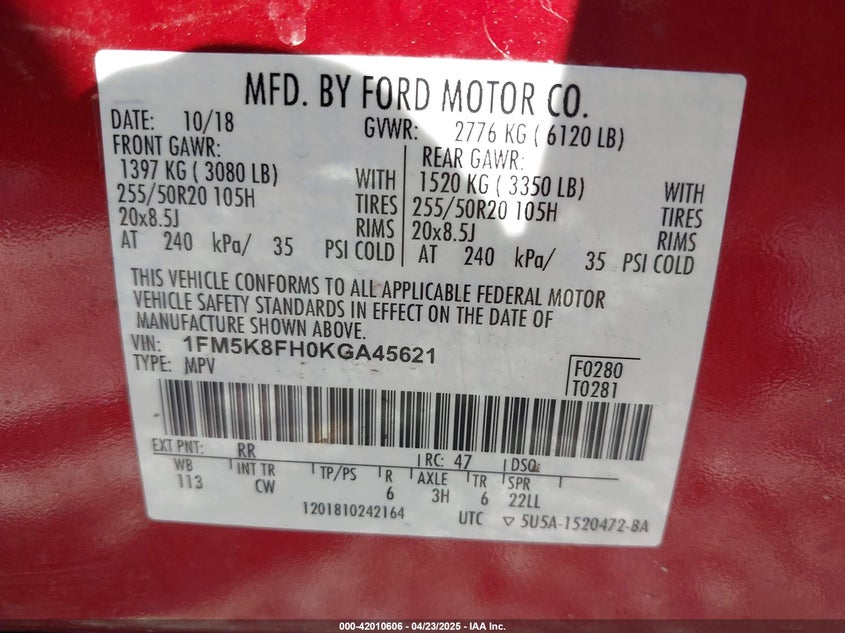 MFD. BY FORD MOTOR CO.
DATE: 10/18 GVWR: 2776 KG ( 6120 LB)
FRONT GAWR: REAR GAWR:
1397 KG ( 3080 LB) WITH 1520 KG ( 3350 LB) WITH
255/50R20 105H TIRES 255/50R20 105H TIRES
20x8.5J RIMS 20x8.5J RIMS
AT 240 kPa/ 35 PSI COLD AT 240 kPa/ 35 PSI COLD
THIS VEHICLE CONFORMS TO ALL APPLICABLE FEDERAL MOTOR
VEHICLE SAFETY STANDARDS IN EFFECT ON THE DATE OF
MANUFACTURE SHOWN ABOVE.
VIN: 1FM5K8FH0KGA45621
TYPE: MPV
F0280
T0281
EXT PNT: RR RC: 47 DSO:
WB INT TR TP/PS R AXLE TR SPR
113 CW 6 3H 6 22LL
1201810242164 UTC ▽ 5U5A-1520472-BA
000-42010606 / 04/23/2025 - IAA Inc.